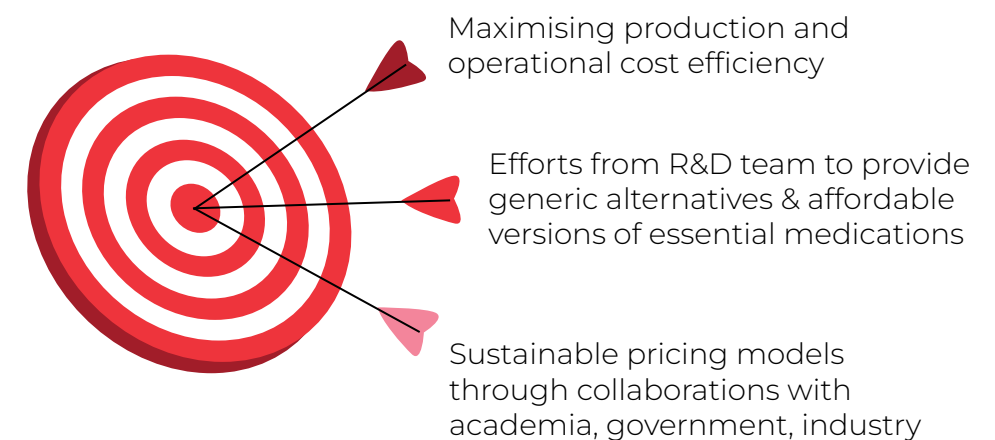 Maximising production and
operational cost efficiency
Efforts from R&D team to provide
generic alternatives & affordable
versions of essential medications
Sustainable pricing models
through collaborations with
academia, government, industry